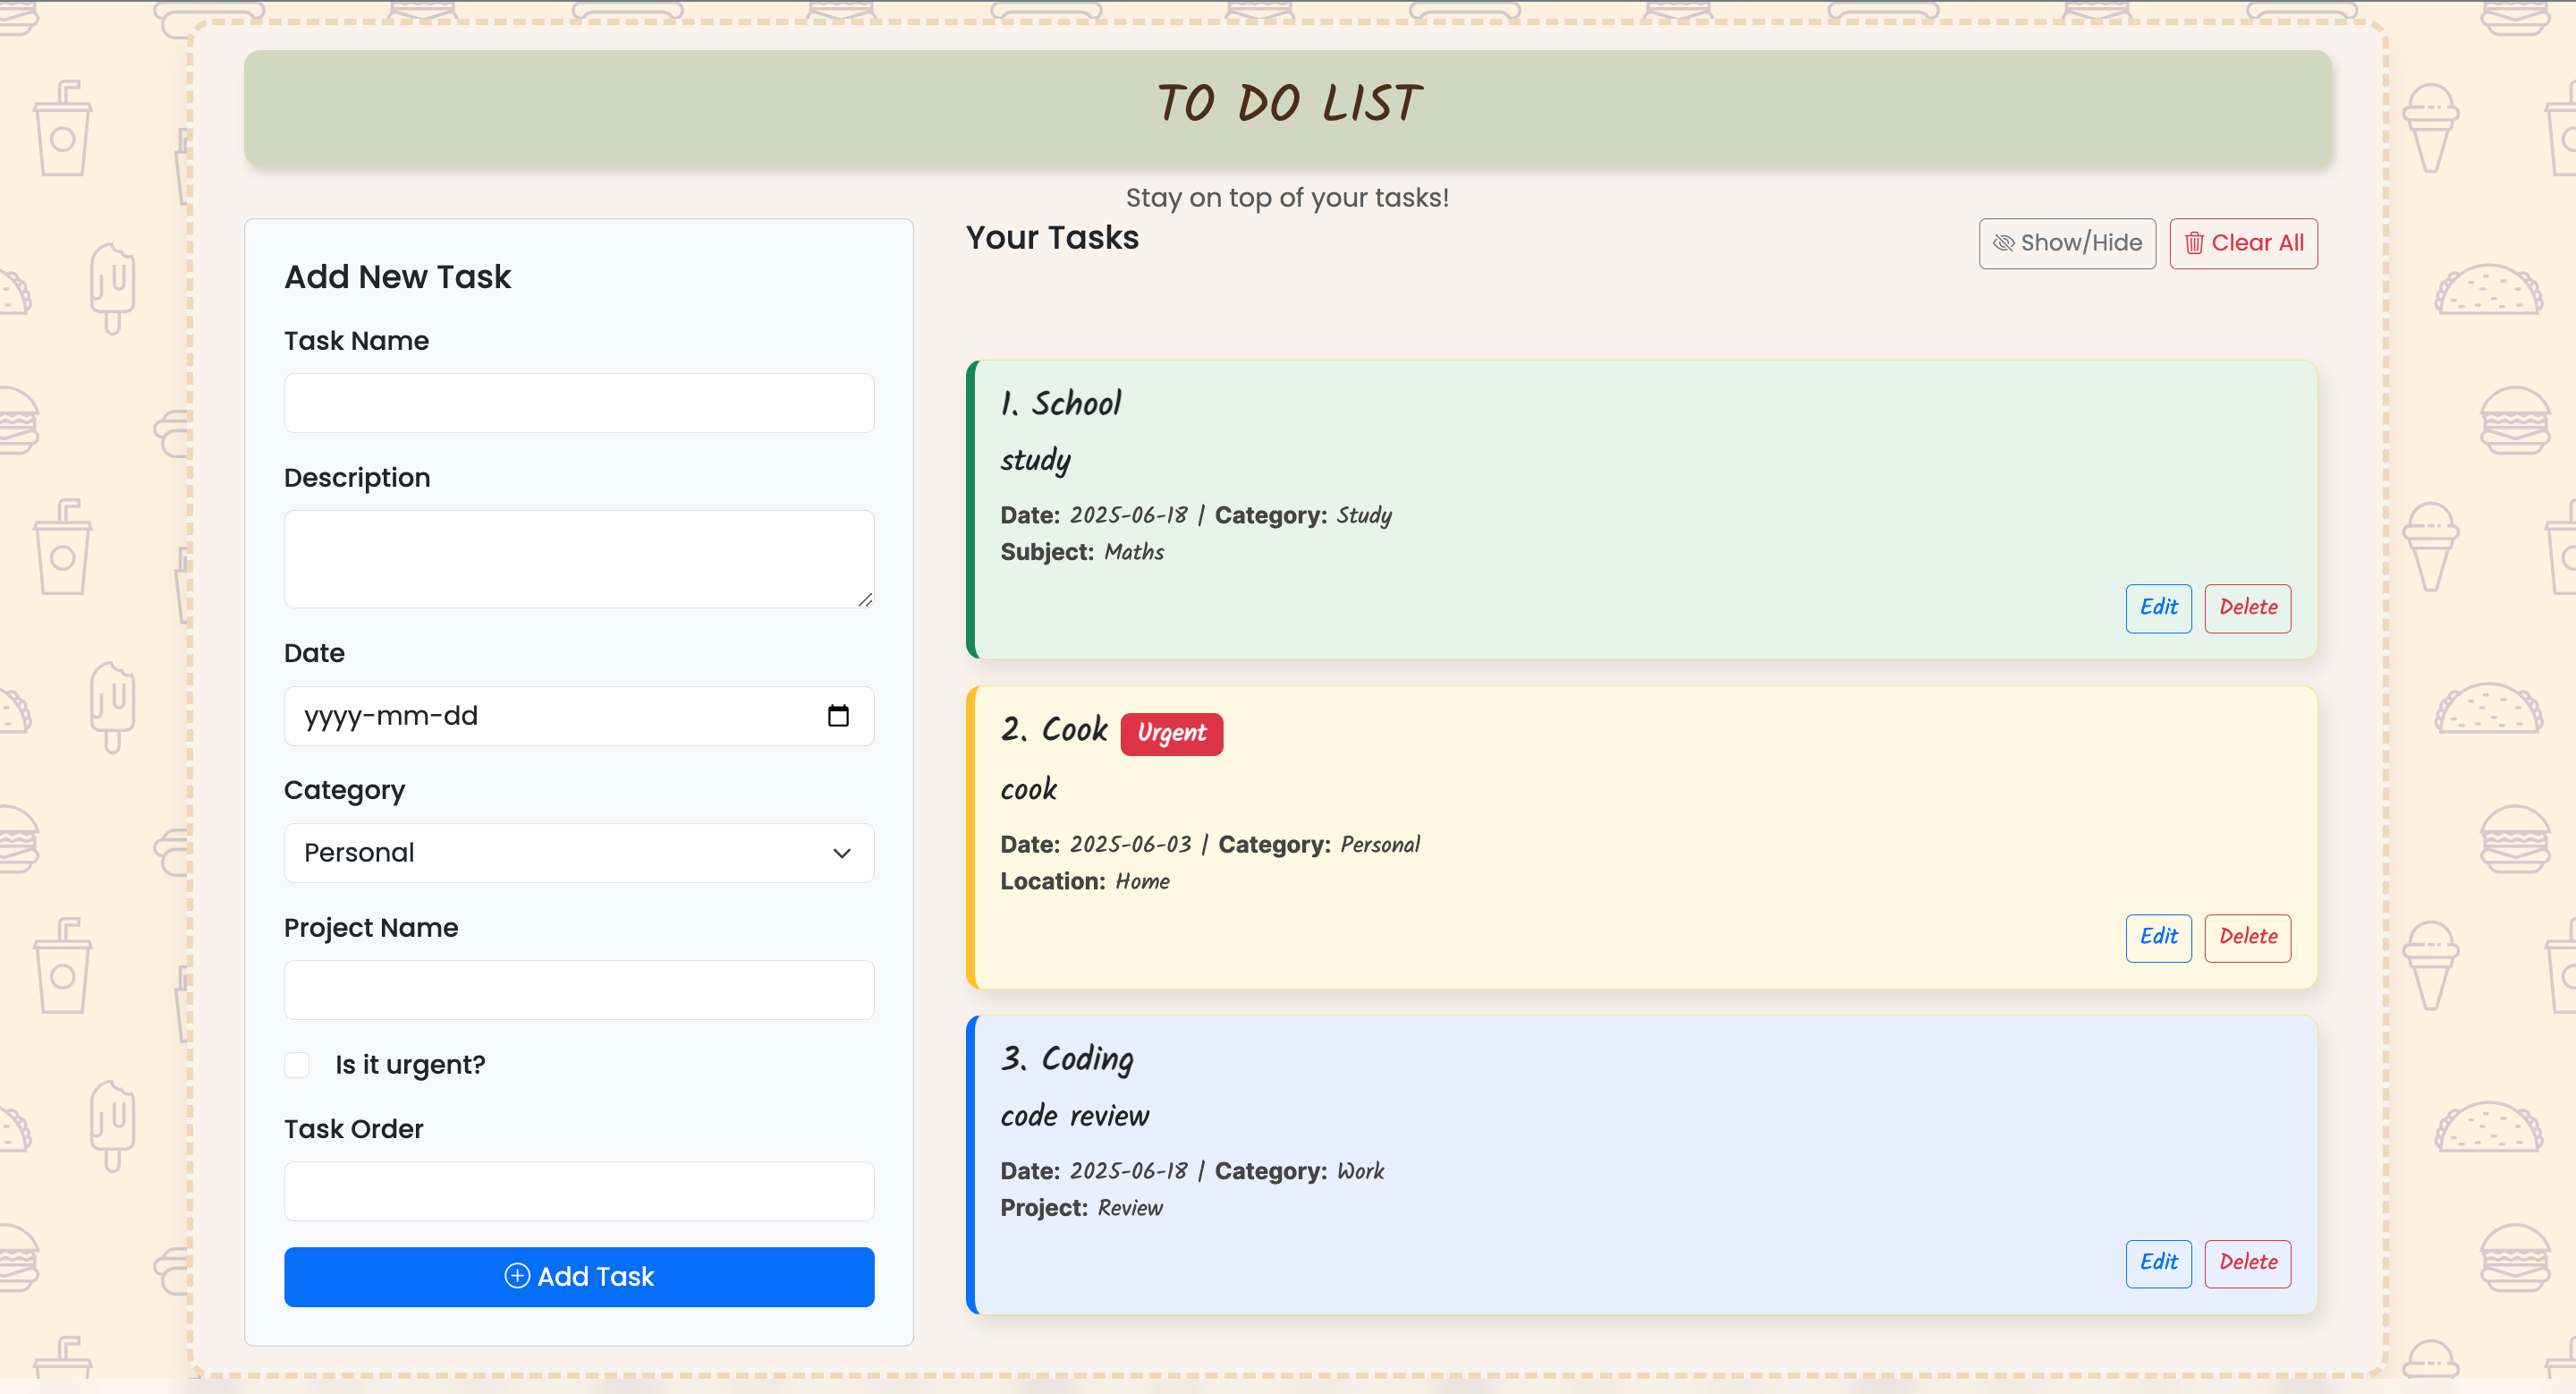 TO DO LIST
Stay on top of your tasks!
Add New Task
Task Name
Description
Date
yyyy-mm-dd
Category
Personal
Project Name
Is it urgent?
Task Order
Add Task
Your Tasks
Show/Hide Clear All
1. School
study
Date: 2025-06-18 | Category: Study
Subject: Maths
Edit Delete
2. Cook Urgent
cook
Date: 2025-06-03 | Category: Personal
Location: Home
Edit Delete
3. Coding
code review
Date: 2025-06-18 | Category: Work
Project: Review
Edit Delete